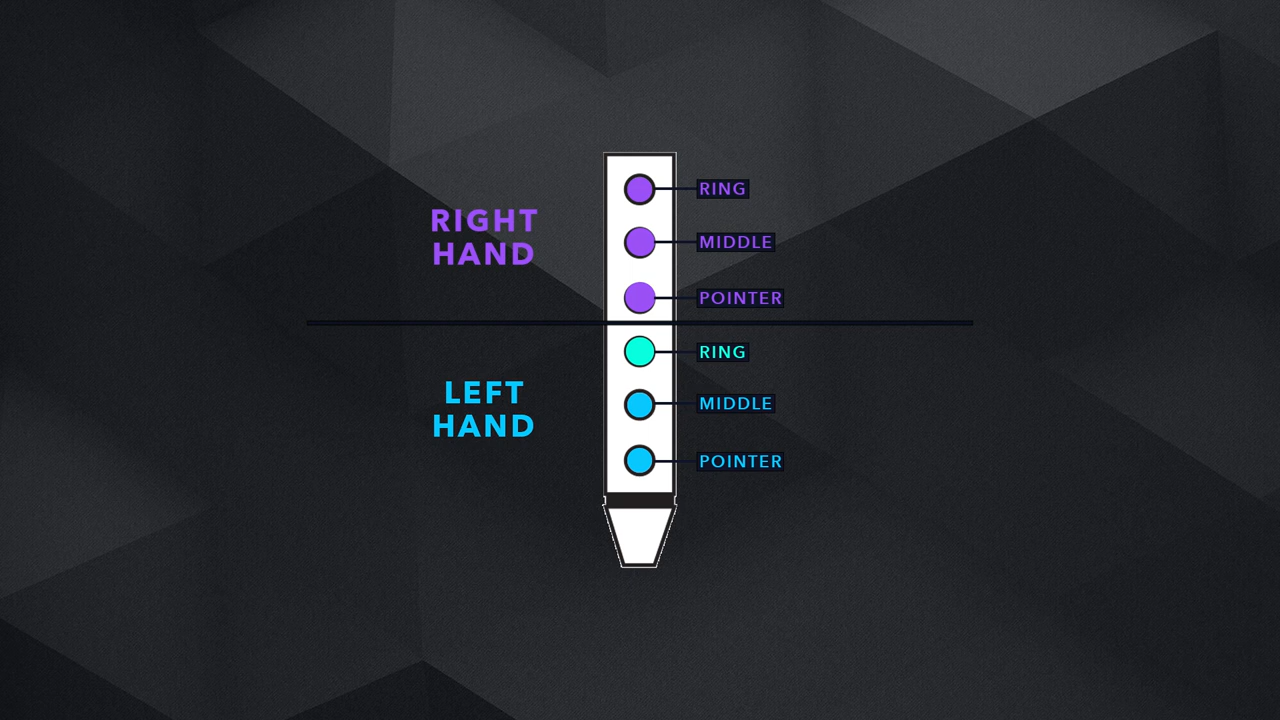 RING
RIGHT
HAND
MIDDLE
POINTER
RING
LEFT
HAND
MIDDLE
POINTER